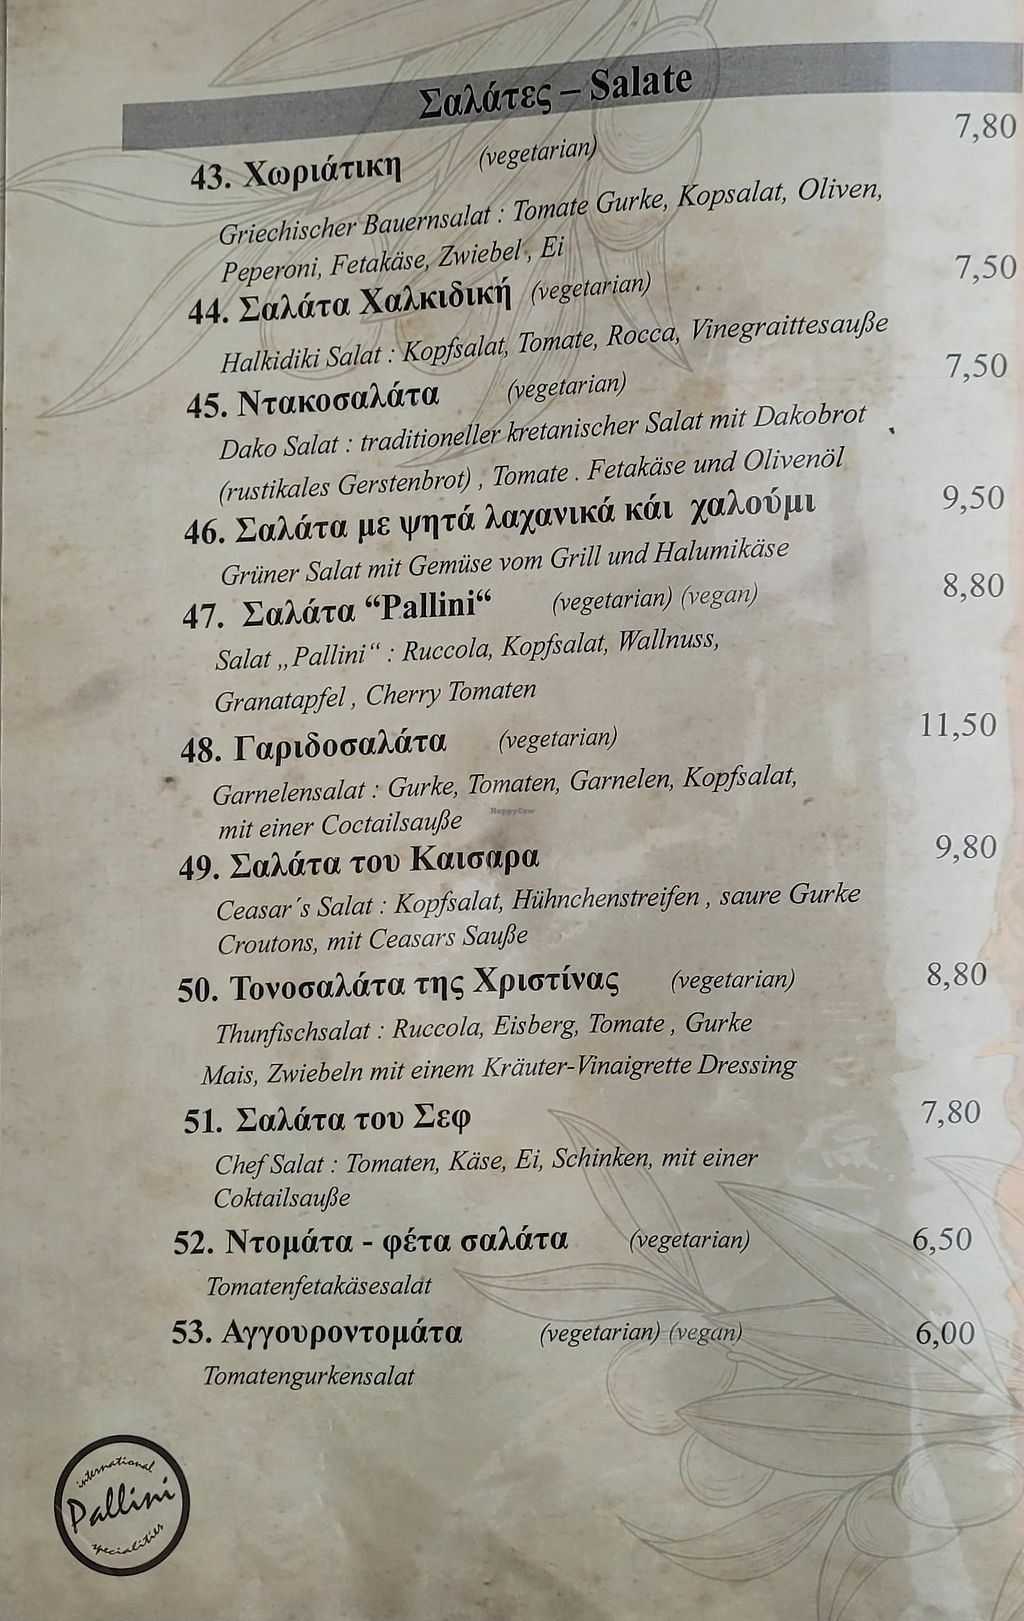 Σαλάτες – Salate
43. Χωριάτικη (vegetarian) 7,80
Griechischer Bauernsalat : Tomate Gurke, Kopsalat, Oliven,
Peperoni, Fetakäse, Zwiebel , Ei
44. Σαλάτα Χαλκιδική (vegetarian) 7,50
Halkidiki Salat : Kopfsalat, Tomate, Rocca, Vinegraittesauße
45. Ντακοσαλάτα (vegetarian) 7,50
Dako Salat : traditioneller kretanischer Salat mit Dakobrot
(rustikales Gerstenbrot) , Tomate . Fetakäse und Olivenöl
46. Σαλάτα με ψητά λαχανικά κάι χαλούμι 9,50
Grüner Salat mit Gemüse vom Grill und Halumikäse
47. Σαλάτα “Pallini“ (vegetarian) (vegan) 8,80
Salat „Pallini“ : Ruccola, Kopfsalat, Wallnuss,
Granatapfel , Cherry Tomaten
48. Γαριδοσαλάτα (vegetarian) 11,50
Garnelensalat : Gurke, Tomaten, Garnelen, Kopfsalat,
mit einer Coctailsauße
HappyCow
49. Σαλάτα του Καισαρα 9,80
Ceasar´s Salat : Kopfsalat, Hühnchenstreifen , saure Gurke
Croutons, mit Ceasars Sauße
50. Τονοσαλάτα της Χριστίνας (vegetarian) 8,80
Thunfischsalat : Ruccola, Eisberg, Tomate , Gurke
Mais, Zwiebeln mit einem Kräuter-Vinaigrette Dressing
51. Σαλάτα του Σεφ 7,80
Chef Salat : Tomaten, Käse, Ei, Schinken, mit einer
Coktailsauße
52. Ντομάτα - φέτα σαλάτα (vegetarian) 6,50
Tomatenfetakäsesalat
53. Αγγουροντομάτα (vegetarian) (vegan) 6,00
Tomatengurkensalat
international
Pallini
specialities